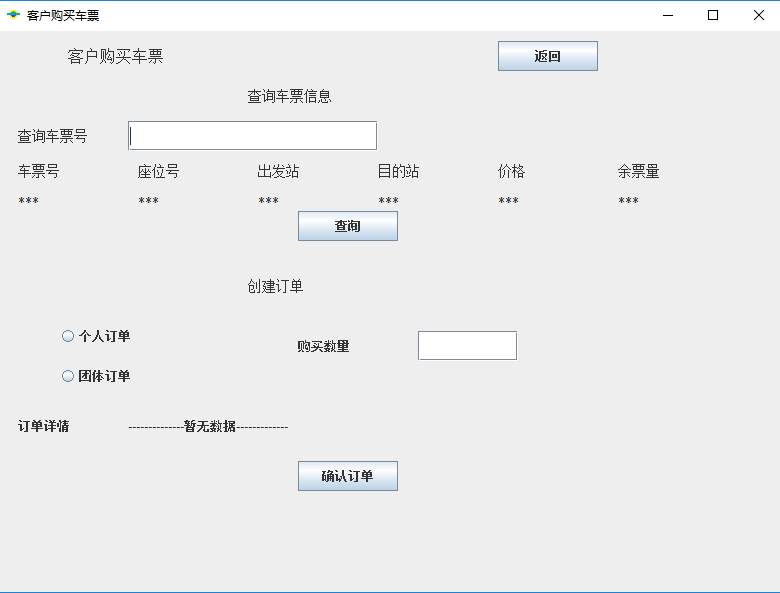 客户购买车票
客户购买车票 返回
查询车票信息
查询车票号
车票号 座位号 出发站 目的站 价格 余票量
*** *** *** *** *** ***
查询
创建订单
个人订单
购买数量
团体订单
订单详情 --------------暂无数据-------------
确认订单